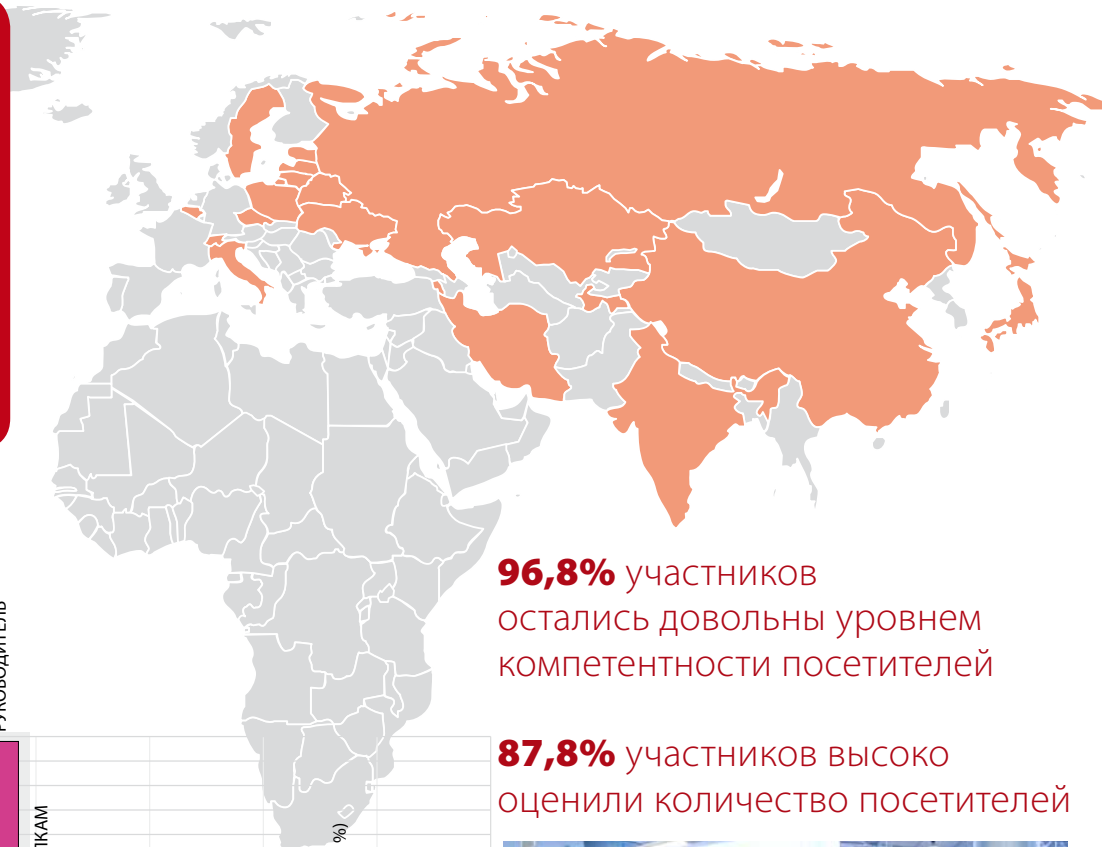 96,8% участников
остались довольны уровнем
компетентности посетителей
87,8% участников высоко
оценили количество посетителей
%)